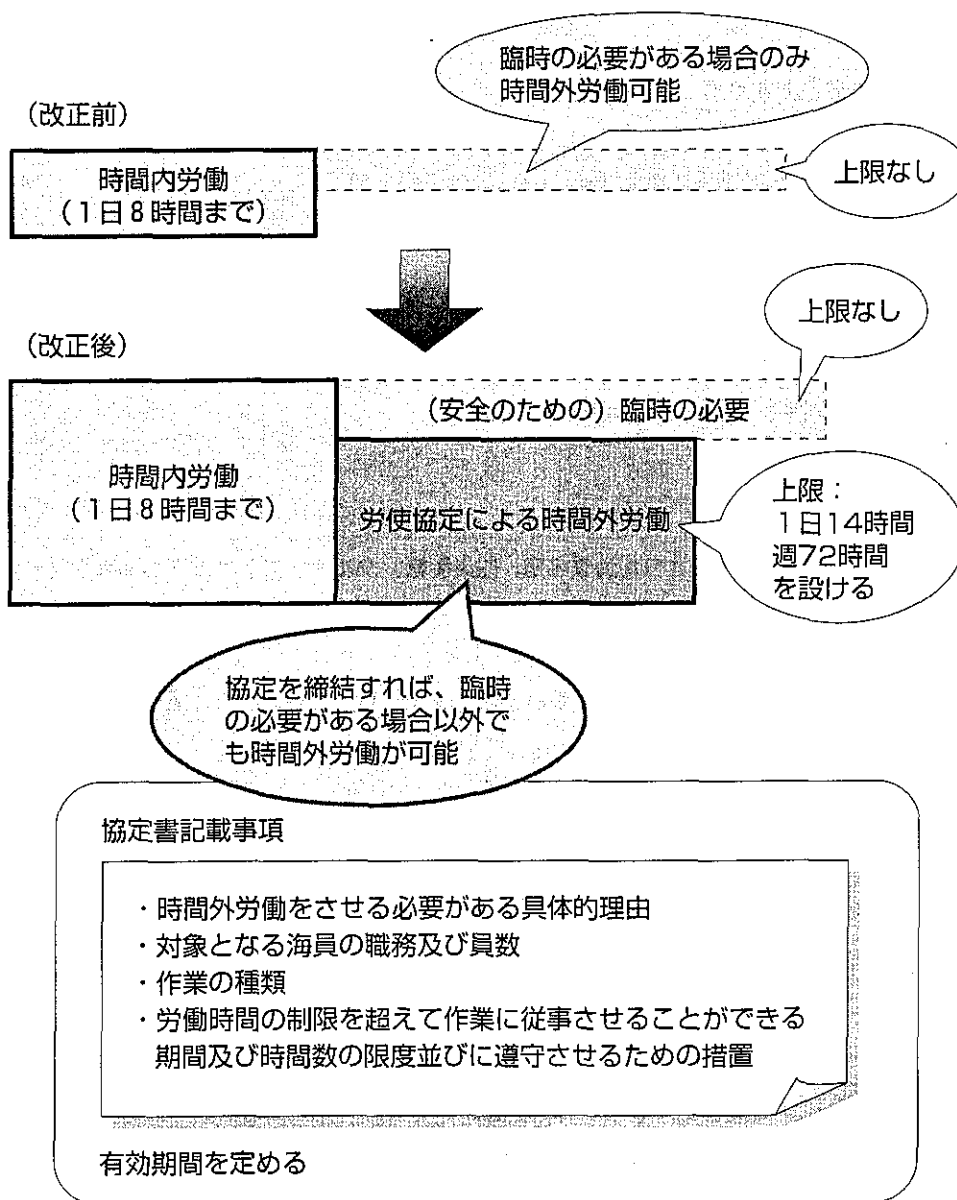 臨時の必要がある場合のみ
時間外労働可能
（改正前）
時間内労働
（１日８時間まで）
上限なし
上限なし
（改正後）
（安全のための）臨時の必要
時間内労働
（１日８時間まで）
労使協定による時間外労働
上限：
１日14時間
週72時間
を設ける
協定を締結すれば、臨時
の必要がある場合以外で
も時間外労働が可能
協定書記載事項
・時間外労働をさせる必要がある具体的理由
・対象となる海員の職務及び員数
・作業の種類
・労働時間の制限を超えて作業に従事させることができる
期間及び時間数の限度並びに遵守させるための措置
有効期間を定める